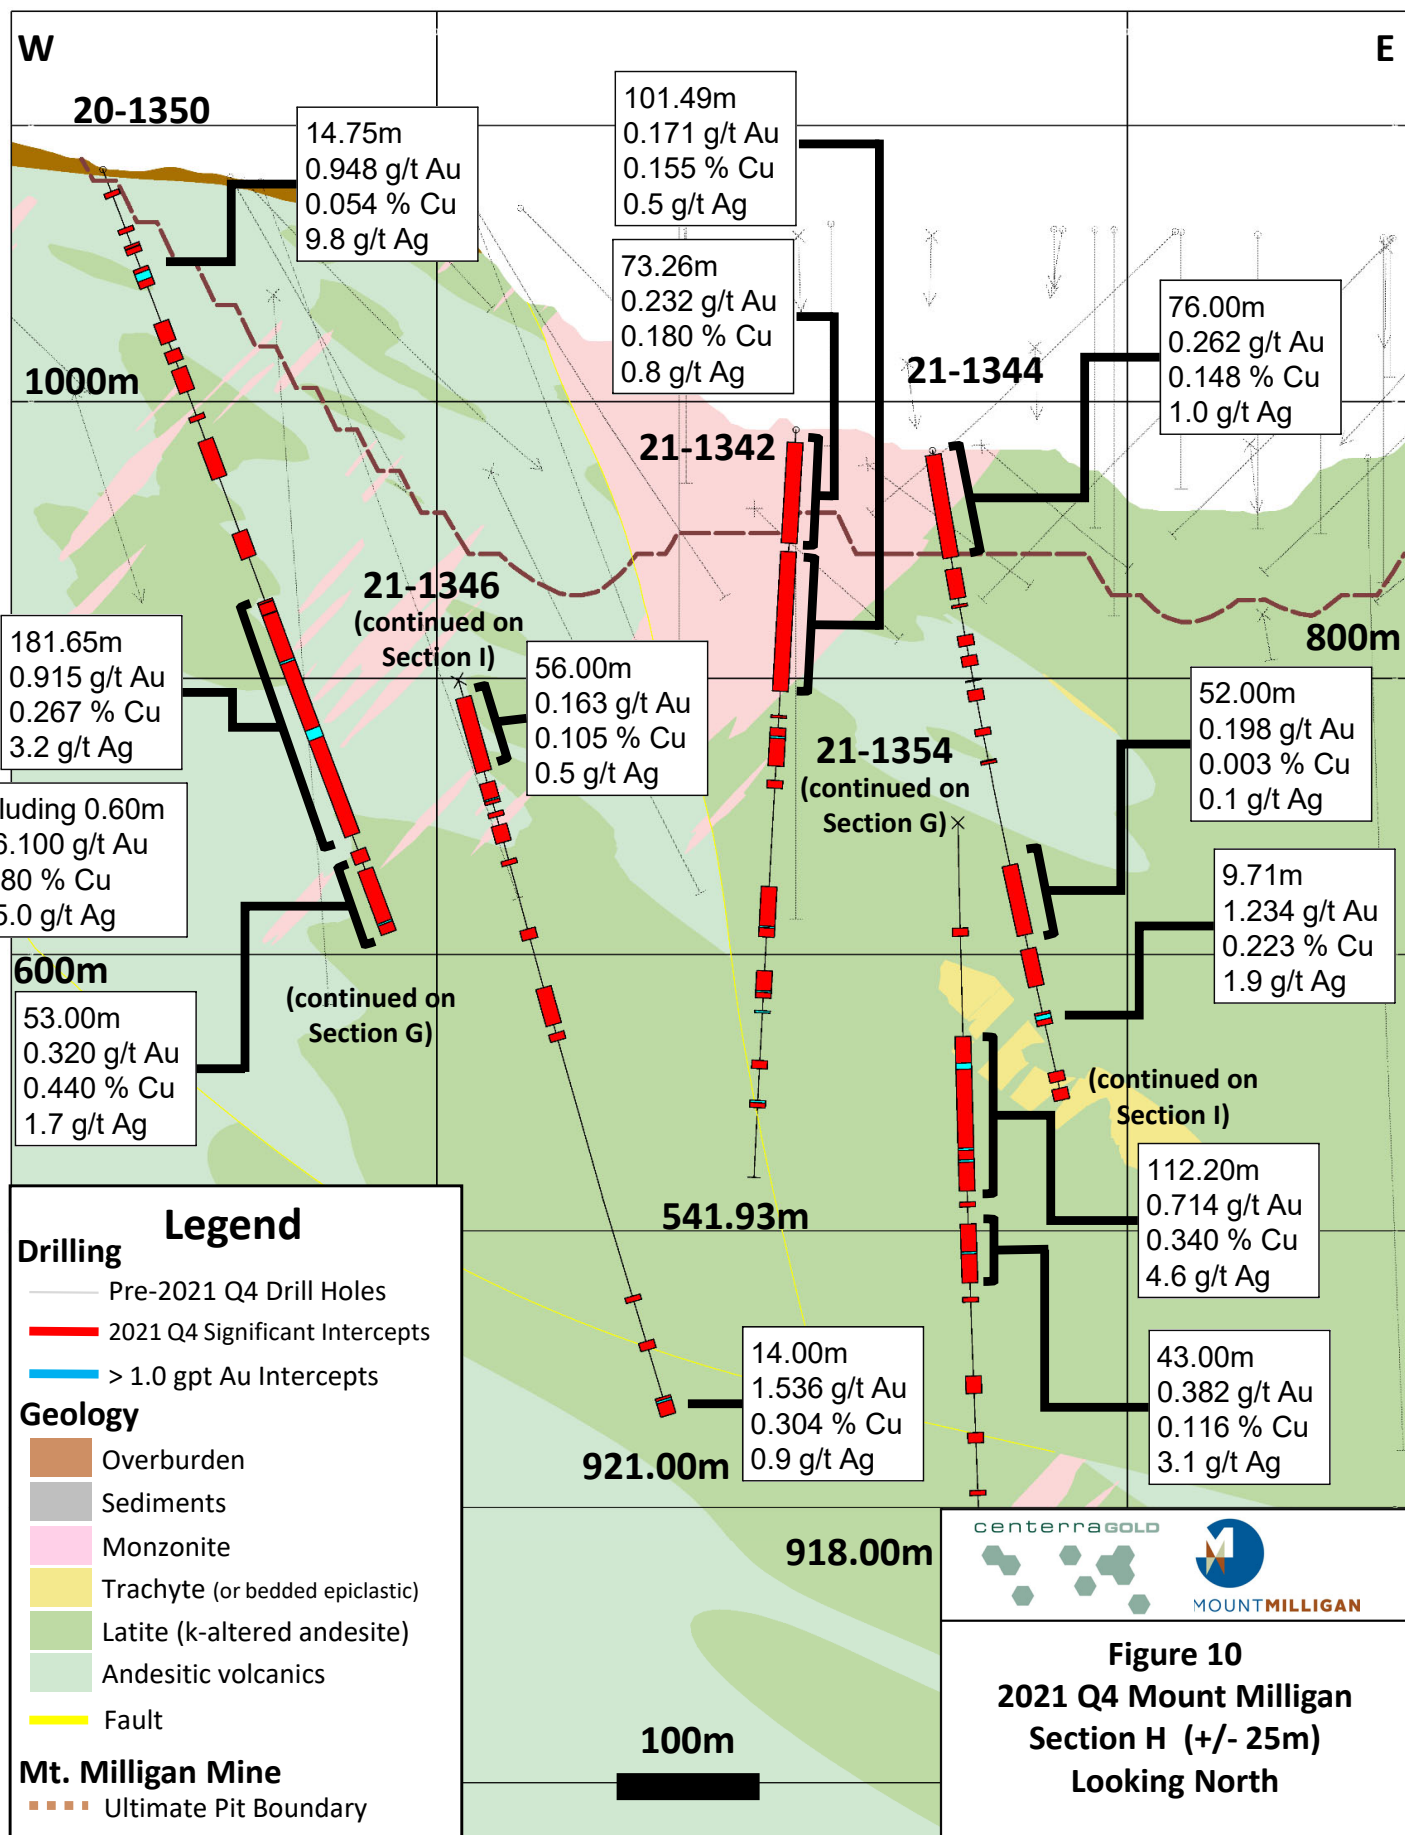 W
E
20-1350
14.75m
0.948 g/t Au
0.054 % Cu
9.8 g/t Ag
101.49m
0.171 g/t Au
0.155 % Cu
0.5 g/t Ag
73.26m
0.232 g/t Au
0.180 % Cu
0.8 g/t Ag
76.00m
0.262 g/t Au
0.148 % Cu
1.0 g/t Ag
1000m
21-1344
21-1342
21-1346
(continued on
Section I)
800m
181.65m
0.915 g/t Au
0.267 % Cu
3.2 g/t Ag
56.00m
0.163 g/t Au
0.105 % Cu
0.5 g/t Ag
52.00m
0.198 g/t Au
0.003 % Cu
0.1 g/t Ag
21-1354
(continued on
Section G)
luding 0.60m
6.100 g/t Au
80 % Cu
5.0 g/t Ag
9.71m
1.234 g/t Au
0.223 % Cu
1.9 g/t Ag
600m
(continued on
Section G)
53.00m
0.320 g/t Au
0.440 % Cu
1.7 g/t Ag
(continued on
Section I)
112.20m
0.714 g/t Au
0.340 % Cu
4.6 g/t Ag
541.93m
14.00m
1.536 g/t Au
0.304 % Cu
0.9 g/t Ag
43.00m
0.382 g/t Au
0.116 % Cu
3.1 g/t Ag
921.00m
918.00m
Legend
Drilling
Pre-2021 Q4 Drill Holes
2021 Q4 Significant Intercepts
> 1.0 gpt Au Intercepts
Geology
Overburden
Sediments
Monzonite
Trachyte (or bedded epiclastic)
Latite (k-altered andesite)
Andesitic volcanics
Fault
Mt. Milligan Mine
Ultimate Pit Boundary
100m
centerraGOLD
MOUNTMILLIGAN
Figure 10
2021 Q4 Mount Milligan
Section H (+/- 25m)
Looking North